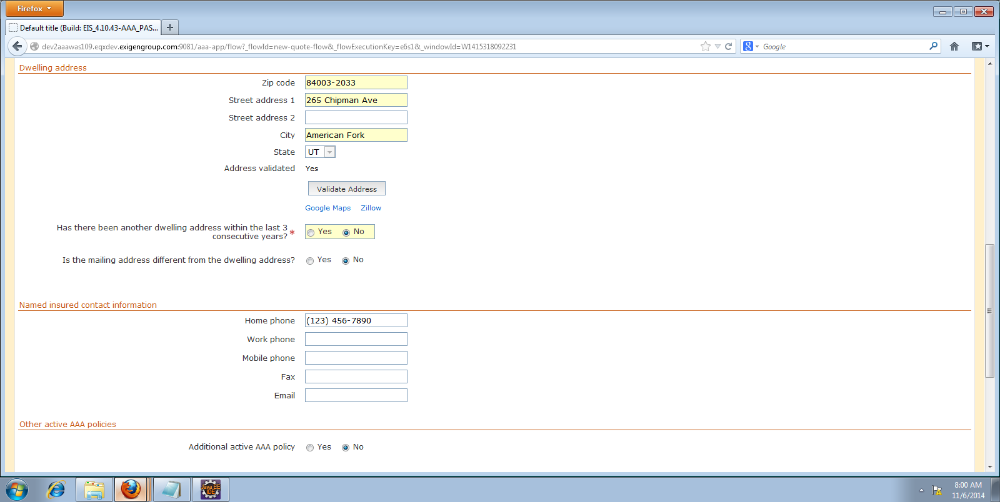 Firefox
Default title (Build: EIS_4.10.43-AAA_PAS...
dev2aaawas109.eqxdev.exigengroup.com:9081/aaa-app/flow?_flowId=new-quote-flow&_flowExecutionKey=e6s1&_windowId=W1415318092231
Google
Dwelling address
Zip code 84003-2033
Street address 1 265 Chipman Ave
Street address 2
City American Fork
State UT
Address validated Yes
Validate Address
Google Maps Zillow
Has there been another dwelling address within the last 3
consecutive years? * Yes No
Is the mailing address different from the dwelling address? Yes No
Named insured contact information
Home phone (123) 456-7890
Work phone
Mobile phone
Fax
Email
Other active AAA policies
Additional active AAA policy Yes No
Java EE
IDE
8:00 AM
11/6/2014